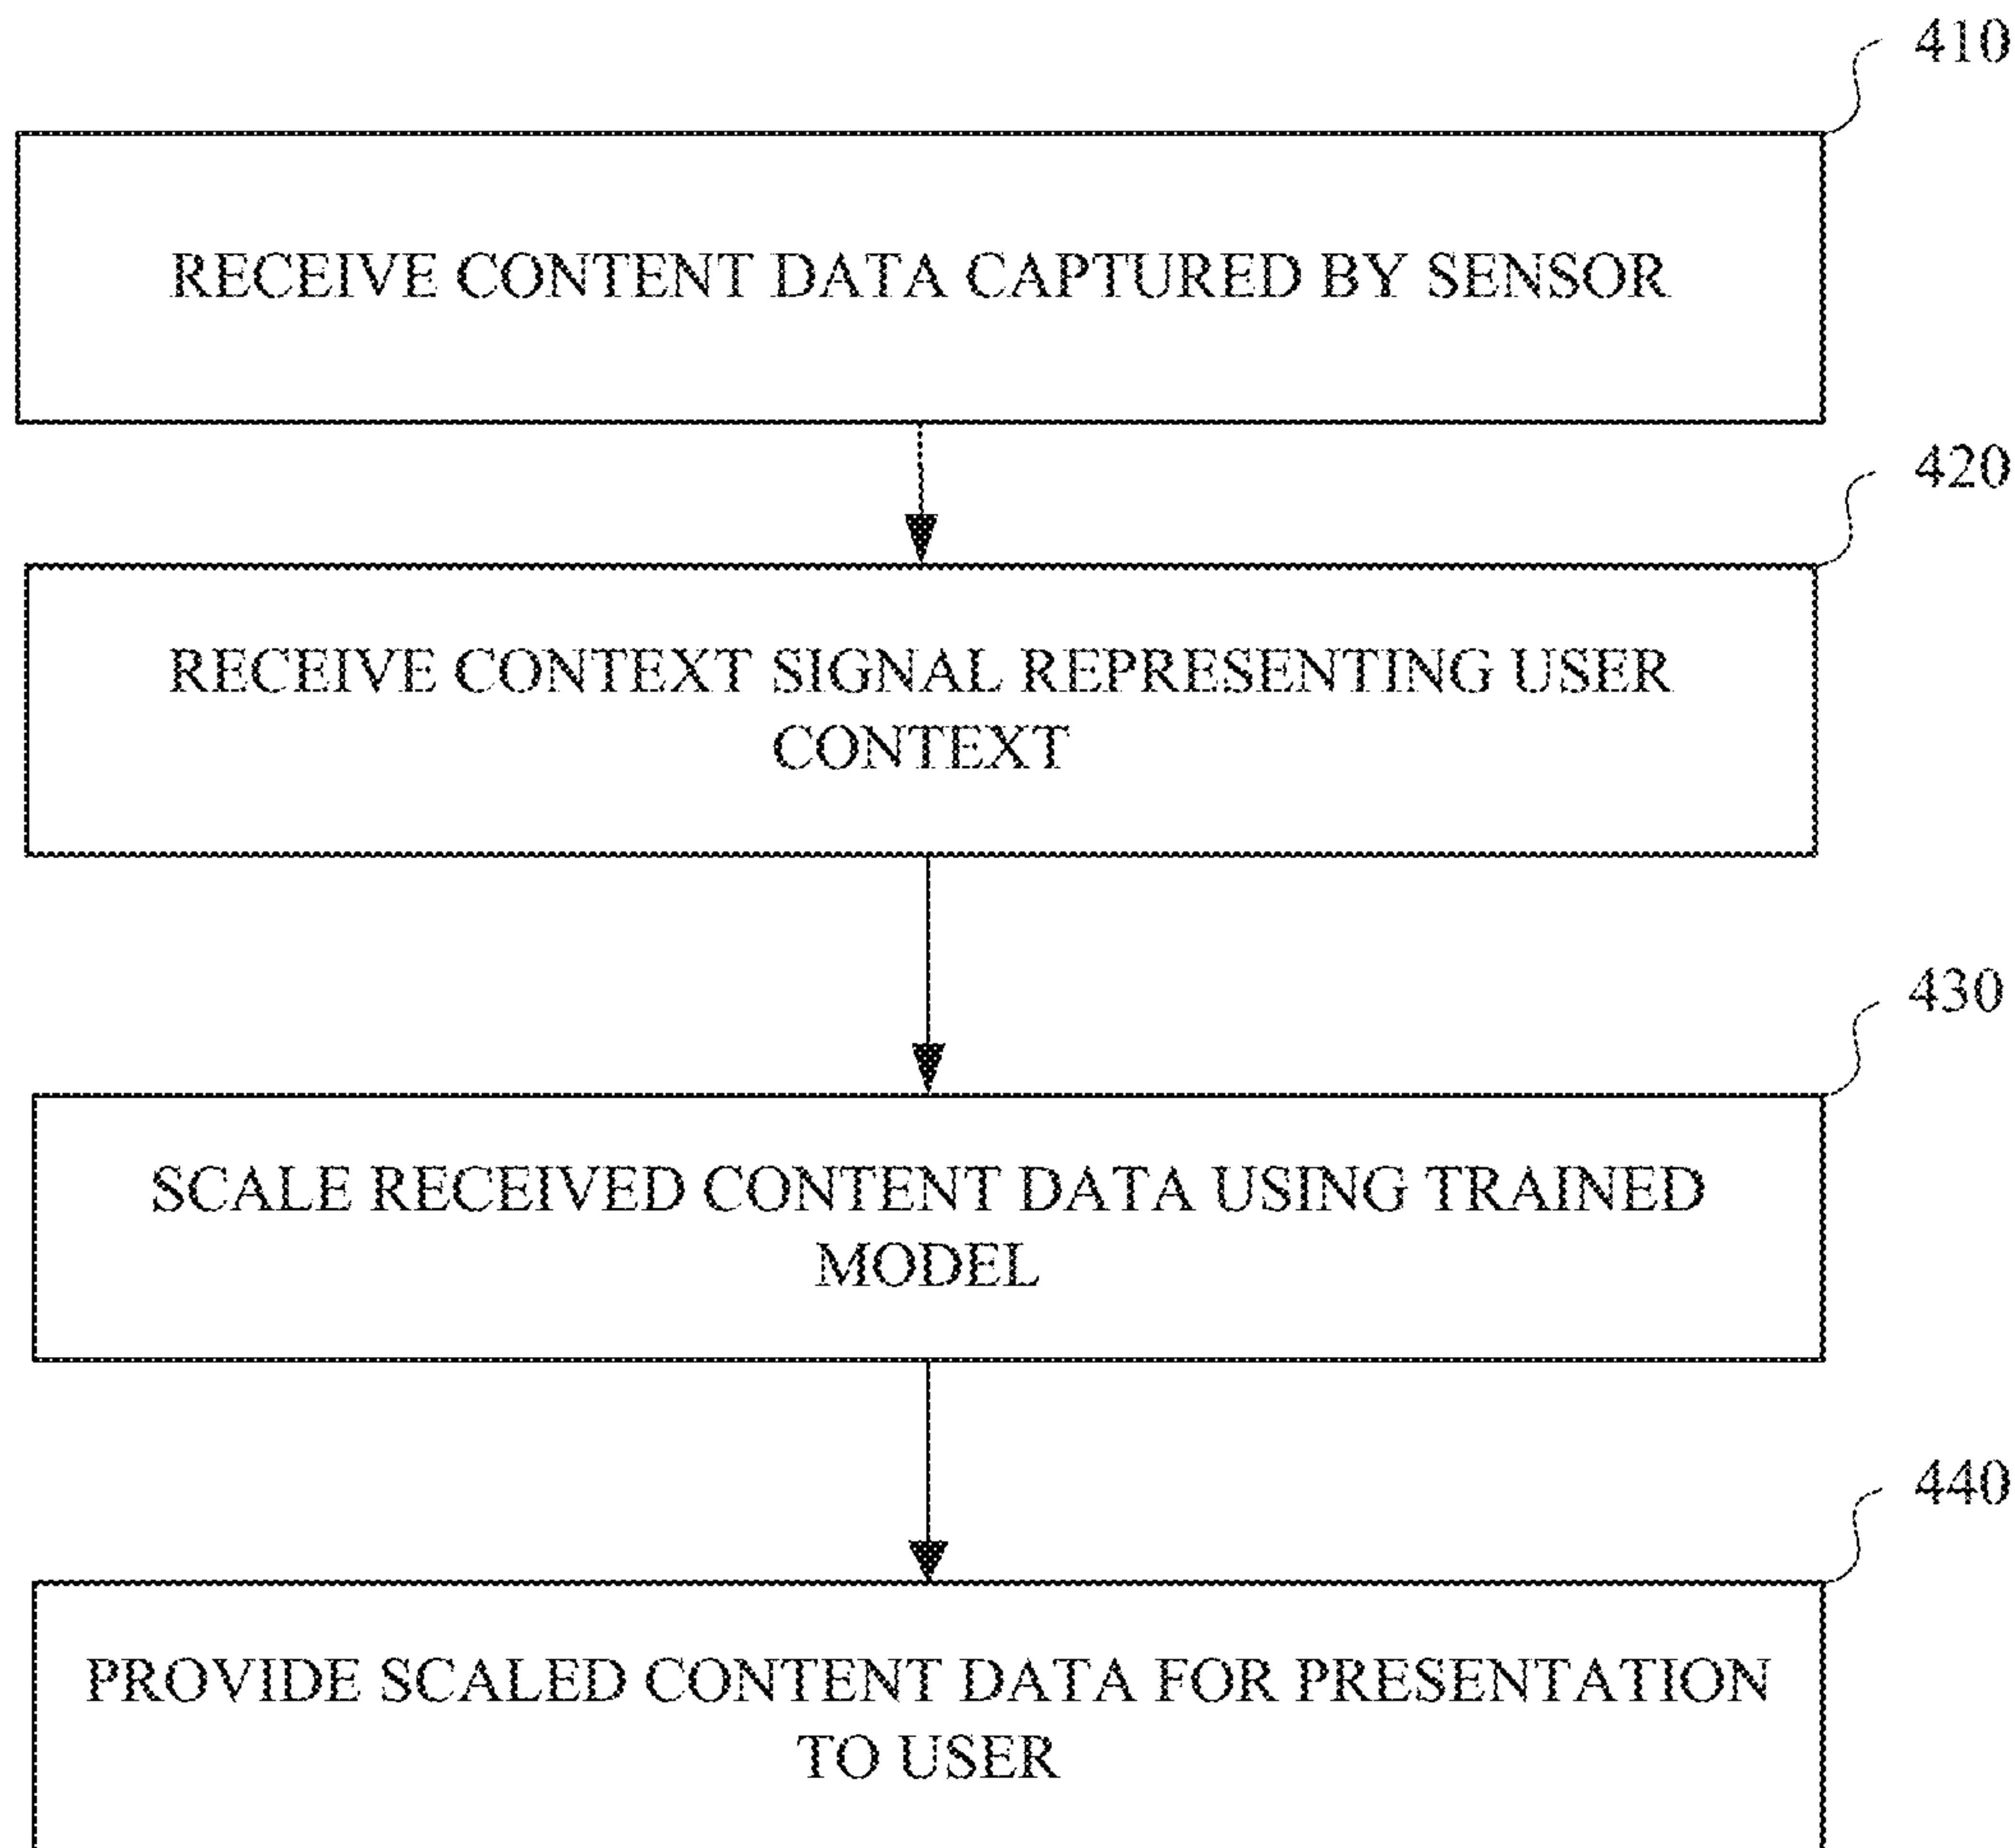 410
RECEIVE CONTENT DATA CAPTURED BY SENSOR
420
RECEIVE CONTEXT SIGNAL REPRESENTING USER
CONTEXT
430
SCALE RECEIVED CONTENT DATA USING TRAINED
MODEL
440
PROVIDE SCALED CONTENT DATA FOR PRESENTATION
TO USER